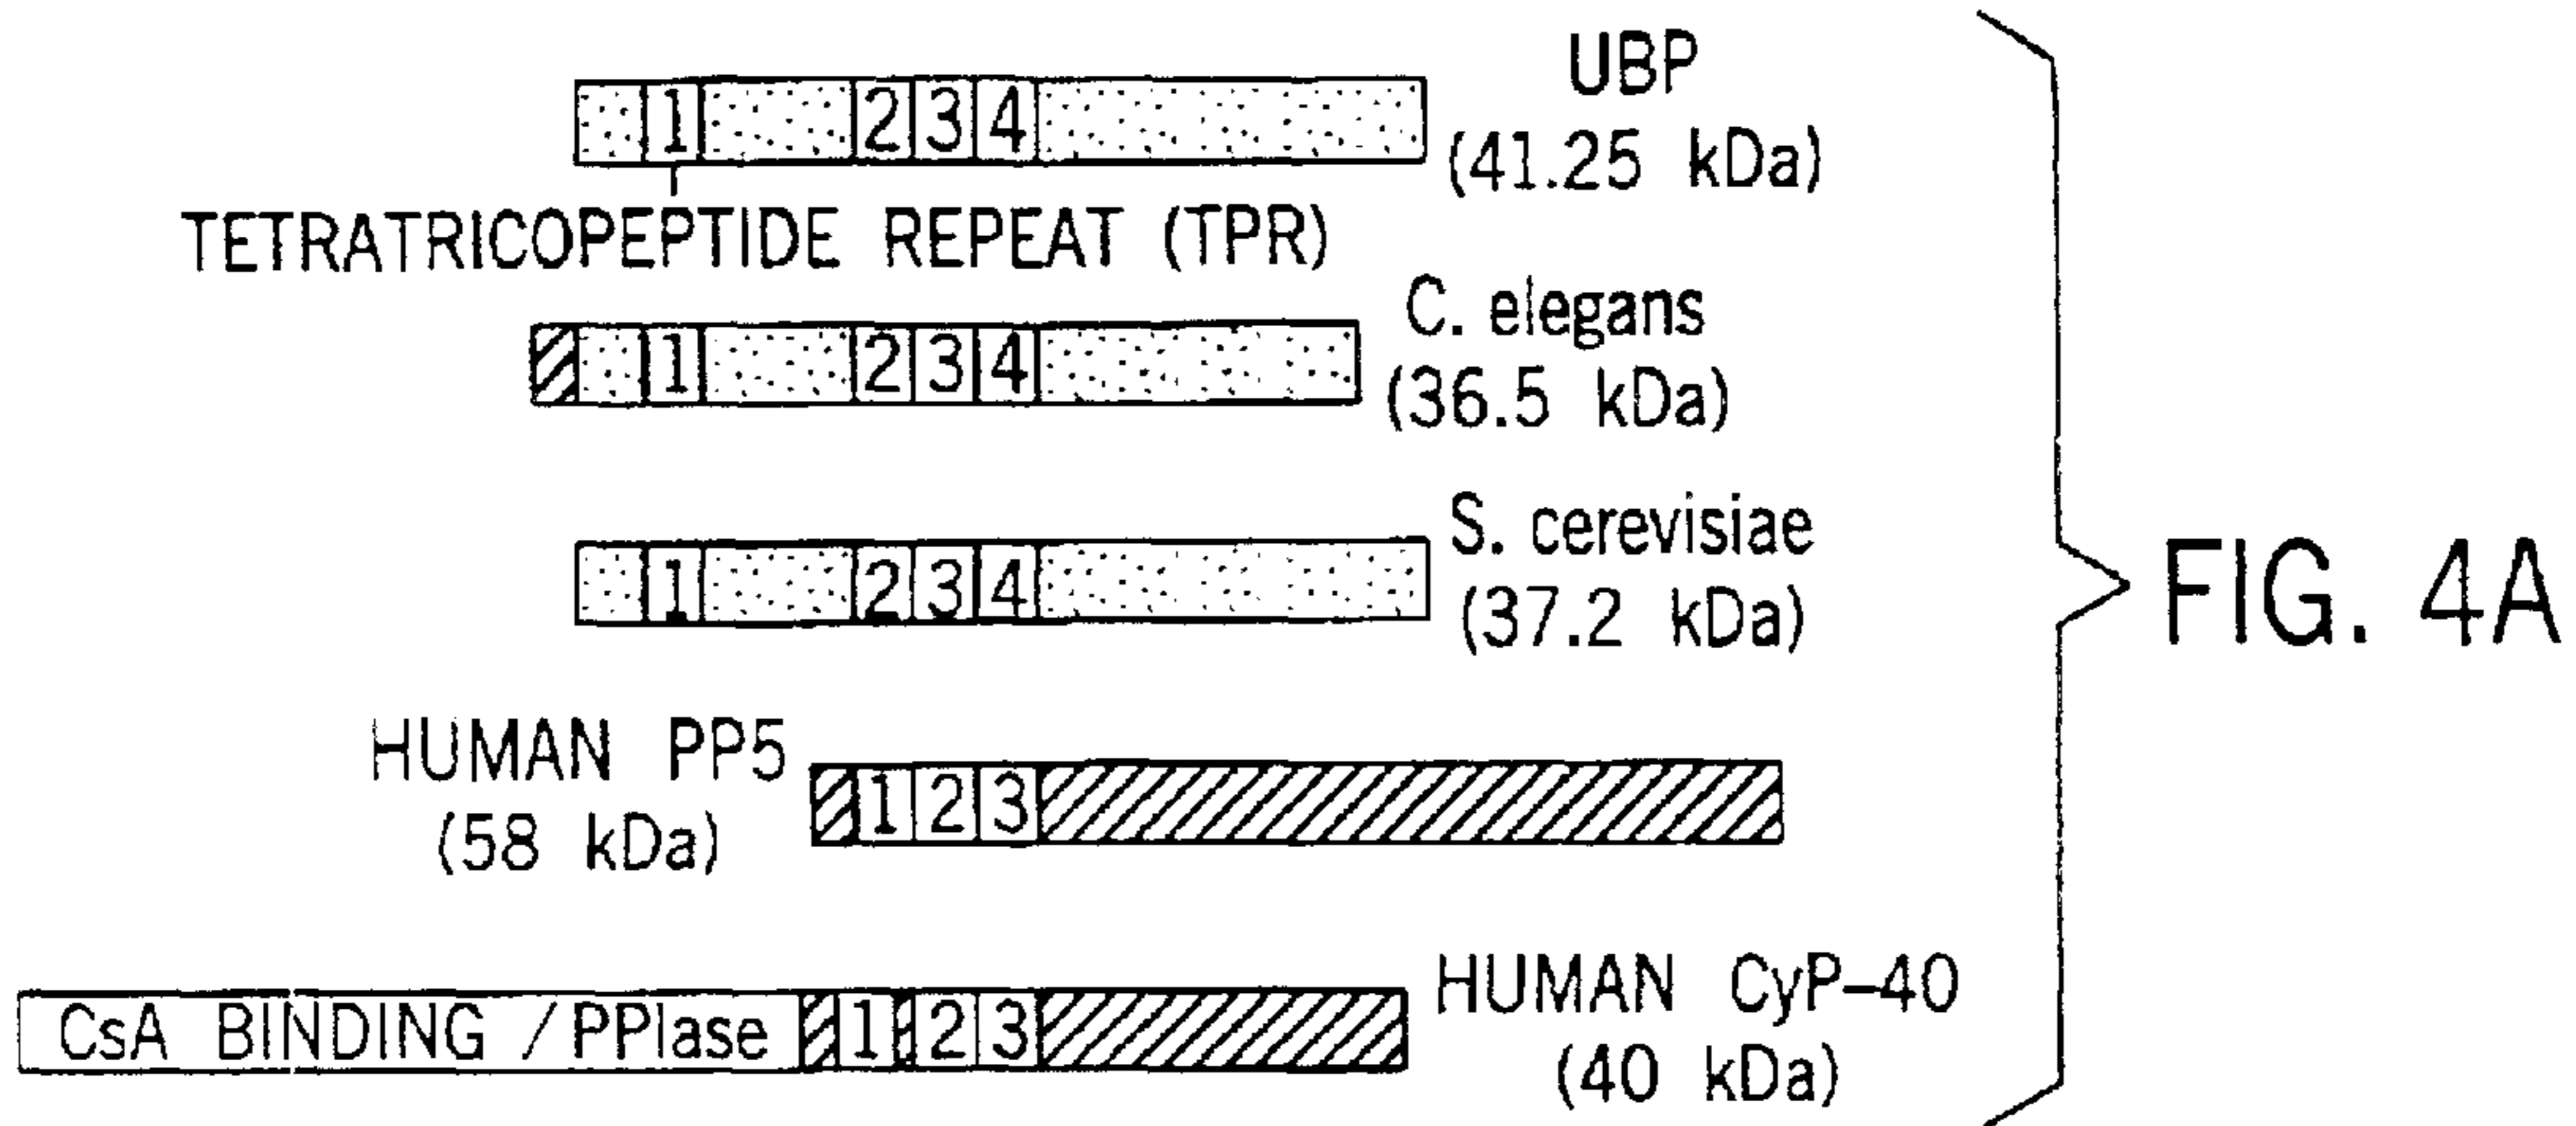 UBP
1 2 3 4
(41.25 kDa)
TETRATRICOPEPTIDE REPEAT (TPR)
C. elegans
1 2 3 4
(36.5 kDa)
S. cerevisiae
1 2 3 4
(37.2 kDa)
FIG. 4A
HUMAN PP5
1 2 3
(58 kDa)
HUMAN CyP-40
CsA BINDING / PPIase 1 2 3
(40 kDa)